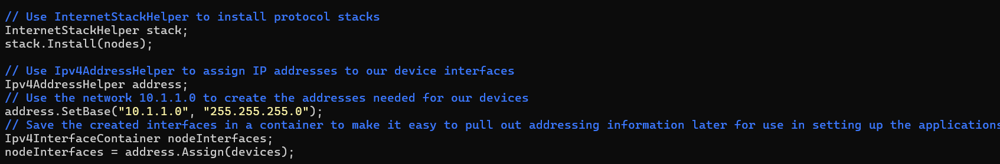 // Use InternetStackHelper to install protocol stacks
InternetStackHelper stack;
stack.Install(nodes);
// Use Ipv4AddressHelper to assign IP addresses to our device interfaces
Ipv4AddressHelper address;
// Use the network 10.1.1.0 to create the addresses needed for our devices
address.SetBase("10.1.1.0", "255.255.255.0");
// Save the created interfaces in a container to make it easy to pull out addressing information later for use in setting up the applications
Ipv4InterfaceContainer nodeInterfaces;
nodeInterfaces = address.Assign(devices);